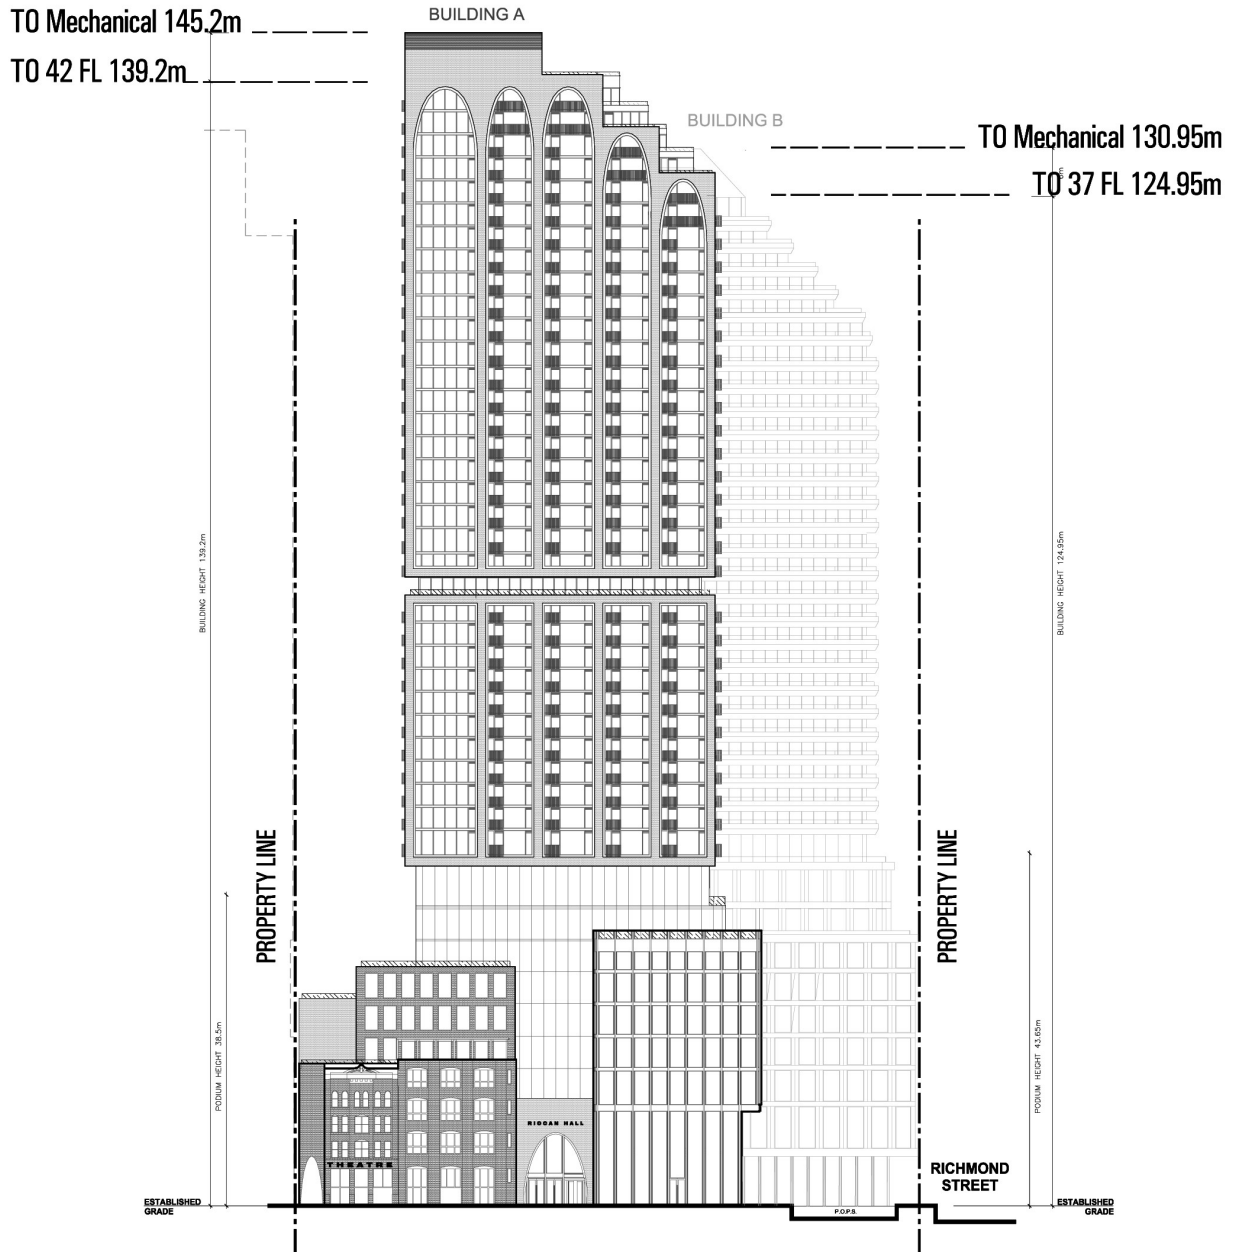 BUILDING A
TO Mechanical 145.2m
TO 42 FL 139.2m
BUILDING B
TO Mechanical 130.95m
6m
TO 37 FL 124.95m
BUILDING HEIGHT 139.2m
BUILDING HEIGHT 124.95m
PROPERTY LINE
PROPERTY LINE
PODIUM HEIGHT 38.5m
PODIUM HEIGHT 43.65m
THEATRE
RICHMOND
STREET
ESTABLISHED
GRADE
P.O.P.S.
ESTABLISHED
GRADE